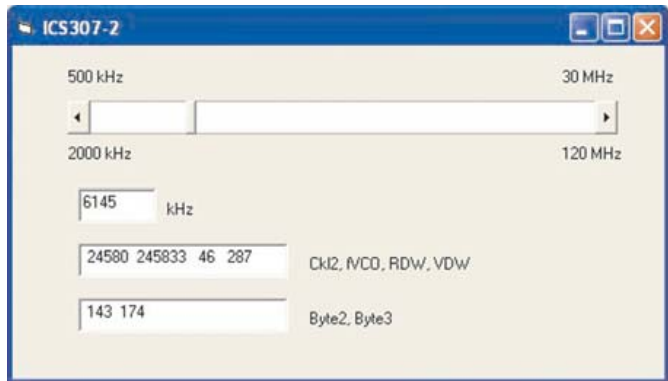 ICS307-2
500 kHz 30 MHz
2000 kHz 120 MHz
6145 kHz
24580 245833 46 287 Ckl2, fVCO, RDW, VDW
143 174 Byte2, Byte3